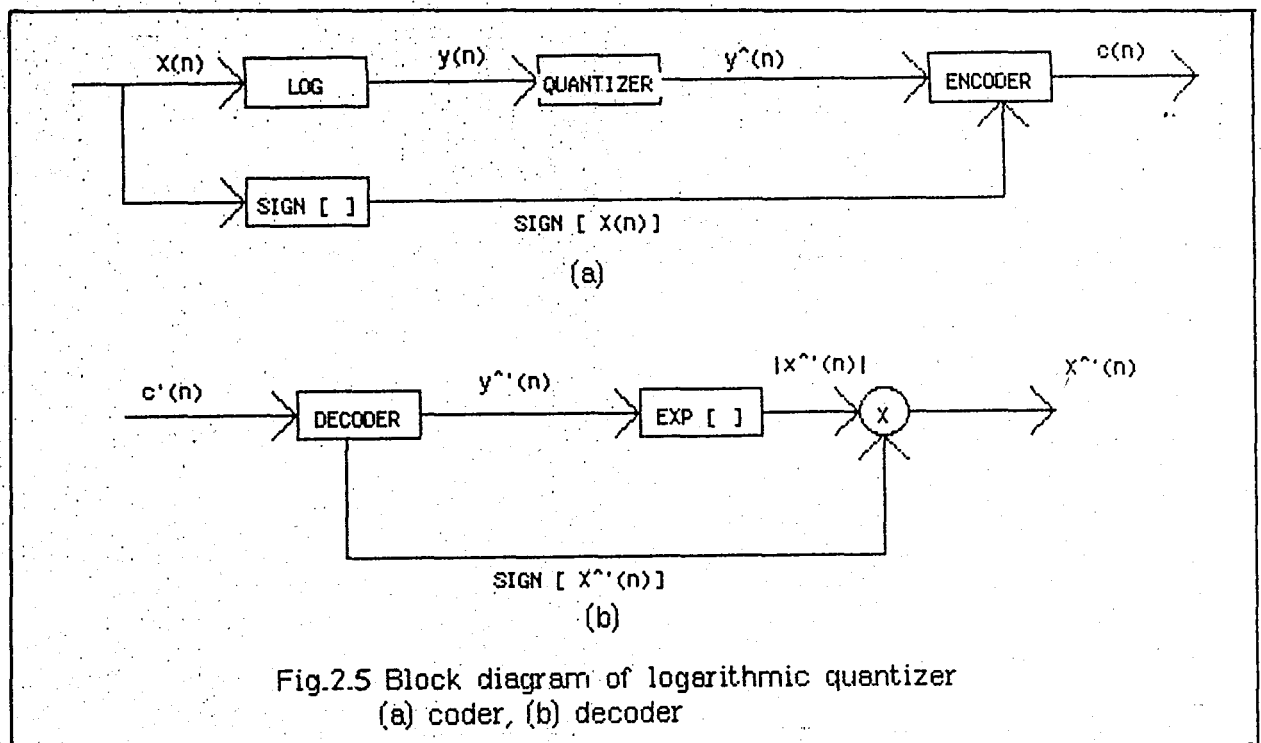 X(n) LOG y(n) QUANTIZER y^(n) ENCODER c(n)
SIGN [ ]
SIGN [ X(n)]
(a)
c'(n) DECODER y^'(n) EXP [ ] |x^'(n)| X X^'(n)
SIGN [ X^'(n)]
(b)
Fig.2.5 Block diagram of logarithmic quantizer
(a) coder, (b) decoder